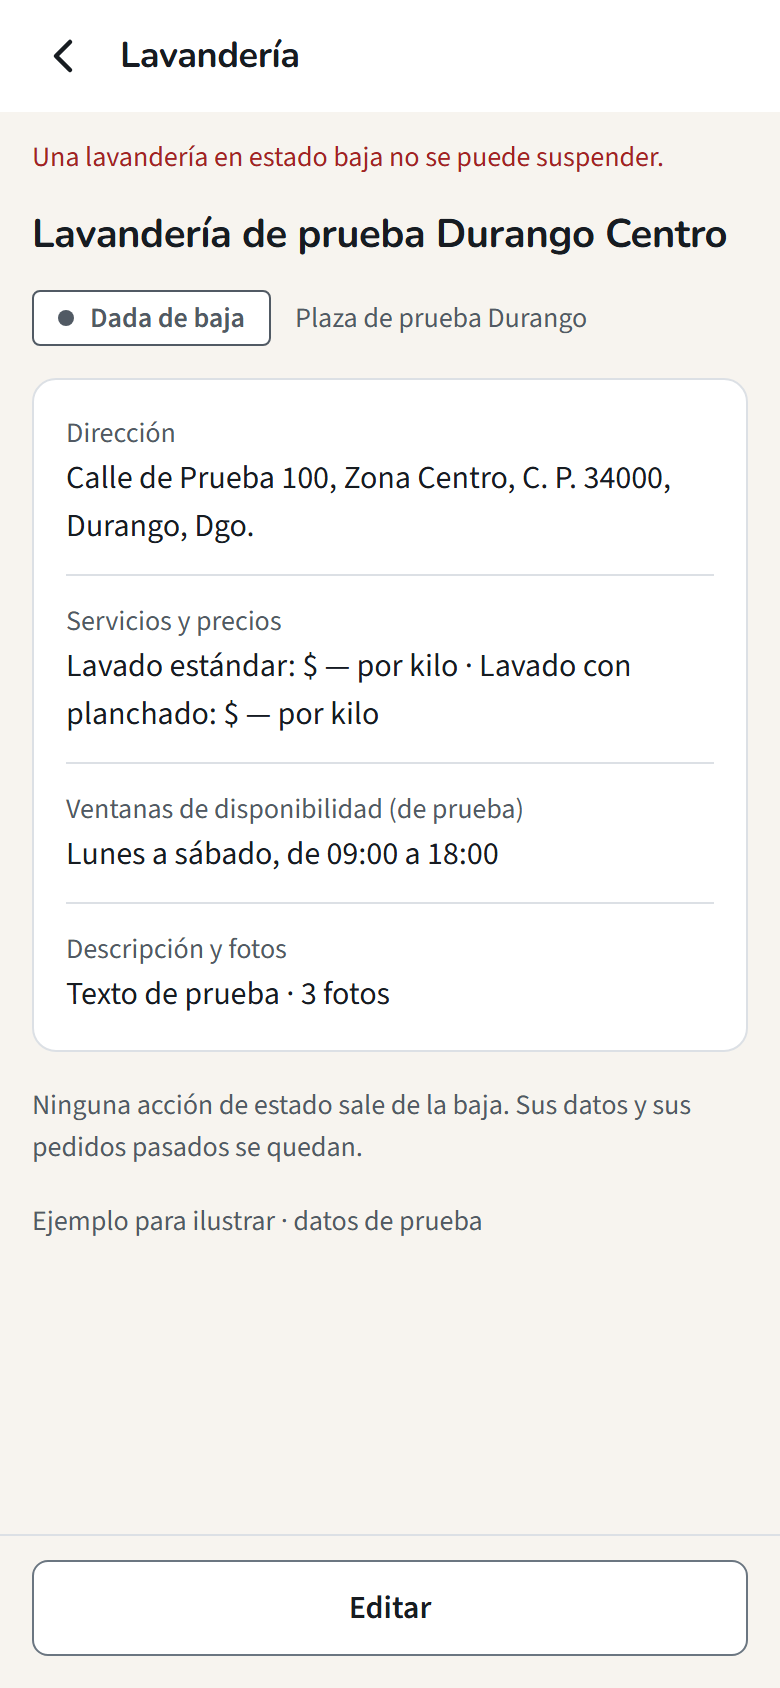 Lavandería
Una lavandería en estado baja no se puede suspender.
Lavandería de prueba Durango Centro
Dada de baja
Plaza de prueba Durango
Dirección
Calle de Prueba 100, Zona Centro, C. P. 34000,
Durango, Dgo.
Servicios y precios
Lavado estándar: $ — por kilo · Lavado con
planchado: $ — por kilo
Ventanas de disponibilidad (de prueba)
Lunes a sábado, de 09:00 a 18:00
Descripción y fotos
Texto de prueba · 3 fotos
Ninguna acción de estado sale de la baja. Sus datos y sus
pedidos pasados se quedan.
Ejemplo para ilustrar · datos de prueba
Editar